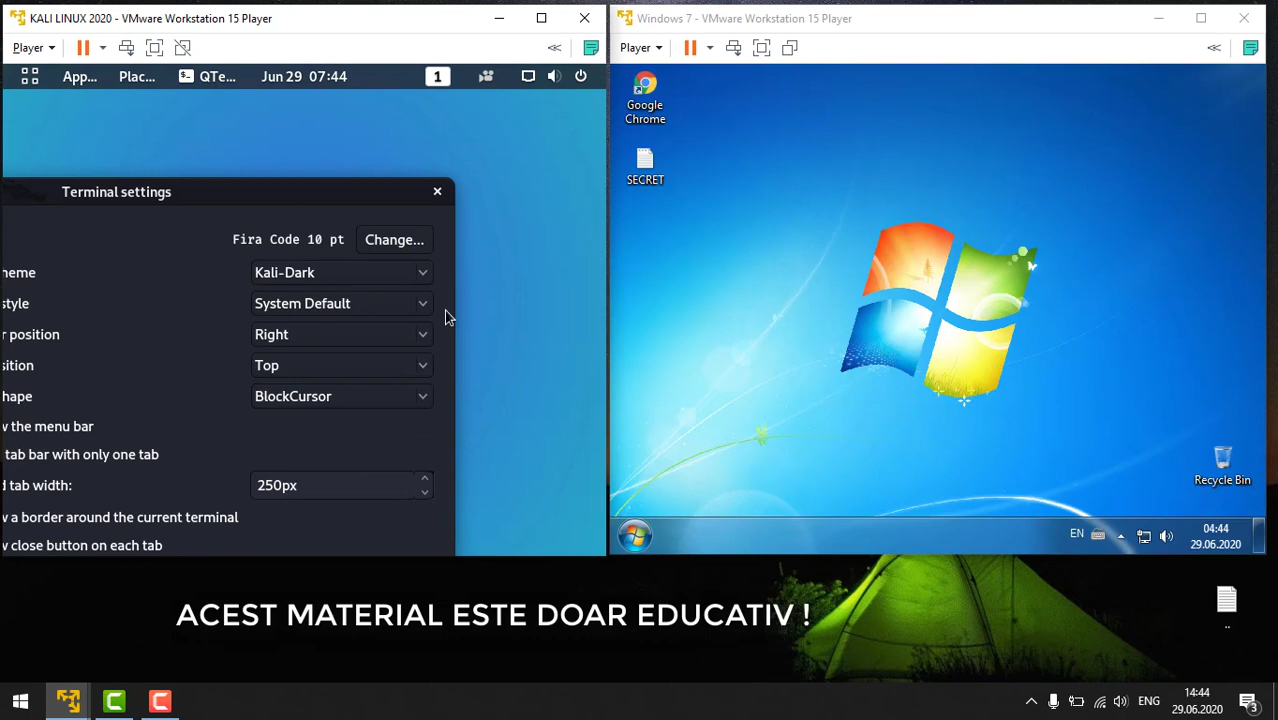 KALI LINUX 2020 - VMware Workstation 15 Player
Player
App...
Plac...
QTe...
Jun 29 07:44
1
Terminal settings
Fira Code 10 pt
Change...
heme
Kali-Dark
style
System Default
r position
Right
sition
Top
hape
BlockCursor
w the menu bar
tab bar with only one tab
d tab width:
250px
w a border around the current terminal
w close button on each tab
Windows 7 - VMware Workstation 15 Player
Player
Google
Chrome
SECRET
Recycle Bin
EN
04:44
29.06.2020
ACEST MATERIAL ESTE DOAR EDUCATIV !
..
ENG
14:44
29.06.2020
3